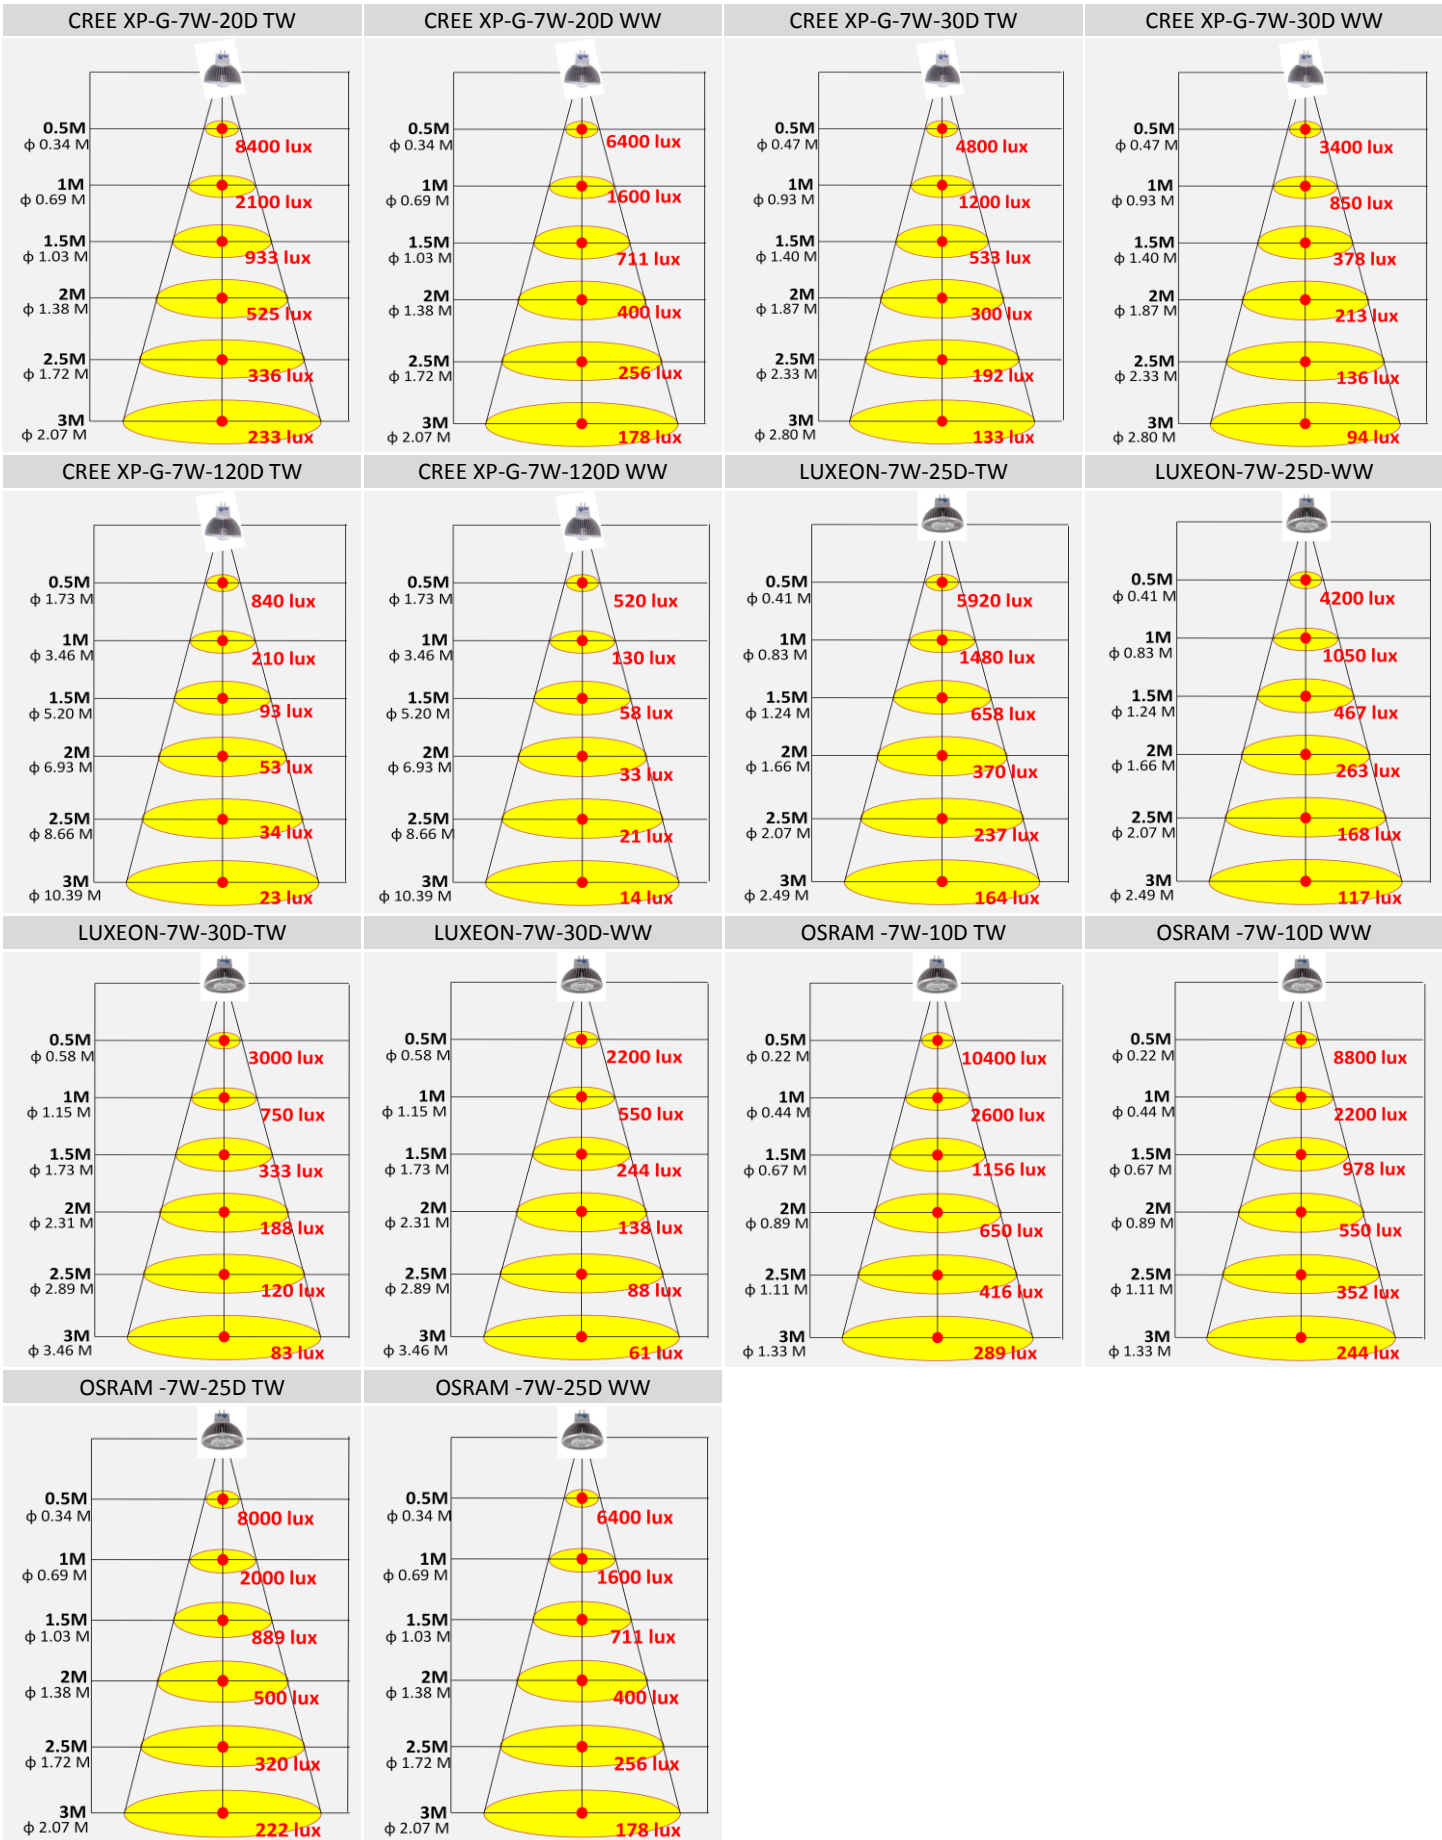 CREE XP-G-7W-20D TW
0.5M
ϕ 0.34 M
8400 lux
1M
ϕ 0.69 M
2100 lux
1.5M
ϕ 1.03 M
933 lux
2M
ϕ 1.38 M
525 lux
2.5M
ϕ 1.72 M
336 lux
3M
ϕ 2.07 M
233 lux
CREE XP-G-7W-20D WW
0.5M
ϕ 0.34 M
6400 lux
1M
ϕ 0.69 M
1600 lux
1.5M
ϕ 1.03 M
711 lux
2M
ϕ 1.38 M
400 lux
2.5M
ϕ 1.72 M
256 lux
3M
ϕ 2.07 M
178 lux
CREE XP-G-7W-30D TW
0.5M
ϕ 0.47 M
4800 lux
1M
ϕ 0.93 M
1200 lux
1.5M
ϕ 1.40 M
533 lux
2M
ϕ 1.87 M
300 lux
2.5M
ϕ 2.33 M
192 lux
3M
ϕ 2.80 M
133 lux
CREE XP-G-7W-30D WW
0.5M
ϕ 0.47 M
3400 lux
1M
ϕ 0.93 M
850 lux
1.5M
ϕ 1.40 M
378 lux
2M
ϕ 1.87 M
213 lux
2.5M
ϕ 2.33 M
136 lux
3M
ϕ 2.80 M
94 lux
CREE XP-G-7W-120D TW
0.5M
ϕ 1.73 M
840 lux
1M
ϕ 3.46 M
210 lux
1.5M
ϕ 5.20 M
93 lux
2M
ϕ 6.93 M
53 lux
2.5M
ϕ 8.66 M
34 lux
3M
ϕ 10.39 M
23 lux
CREE XP-G-7W-120D WW
0.5M
ϕ 1.73 M
520 lux
1M
ϕ 3.46 M
130 lux
1.5M
ϕ 5.20 M
58 lux
2M
ϕ 6.93 M
33 lux
2.5M
ϕ 8.66 M
21 lux
3M
ϕ 10.39 M
14 lux
LUXEON-7W-25D-TW
0.5M
ϕ 0.41 M
5920 lux
1M
ϕ 0.83 M
1480 lux
1.5M
ϕ 1.24 M
658 lux
2M
ϕ 1.66 M
370 lux
2.5M
ϕ 2.07 M
237 lux
3M
ϕ 2.49 M
164 lux
LUXEON-7W-25D-WW
0.5M
ϕ 0.41 M
4200 lux
1M
ϕ 0.83 M
1050 lux
1.5M
ϕ 1.24 M
467 lux
2M
ϕ 1.66 M
263 lux
2.5M
ϕ 2.07 M
168 lux
3M
ϕ 2.49 M
117 lux
LUXEON-7W-30D-TW
0.5M
ϕ 0.58 M
3000 lux
1M
ϕ 1.15 M
750 lux
1.5M
ϕ 1.73 M
333 lux
2M
ϕ 2.31 M
188 lux
2.5M
ϕ 2.89 M
120 lux
3M
ϕ 3.46 M
83 lux
LUXEON-7W-30D-WW
0.5M
ϕ 0.58 M
2200 lux
1M
ϕ 1.15 M
550 lux
1.5M
ϕ 1.73 M
244 lux
2M
ϕ 2.31 M
138 lux
2.5M
ϕ 2.89 M
88 lux
3M
ϕ 3.46 M
61 lux
OSRAM -7W-10D TW
0.5M
ϕ 0.22 M
10400 lux
1M
ϕ 0.44 M
2600 lux
1.5M
ϕ 0.67 M
1156 lux
2M
ϕ 0.89 M
650 lux
2.5M
ϕ 1.11 M
416 lux
3M
ϕ 1.33 M
289 lux
OSRAM -7W-10D WW
0.5M
ϕ 0.22 M
8800 lux
1M
ϕ 0.44 M
2200 lux
1.5M
ϕ 0.67 M
978 lux
2M
ϕ 0.89 M
550 lux
2.5M
ϕ 1.11 M
352 lux
3M
ϕ 1.33 M
244 lux
OSRAM -7W-25D TW
0.5M
ϕ 0.34 M
8000 lux
1M
ϕ 0.69 M
2000 lux
1.5M
ϕ 1.03 M
889 lux
2M
ϕ 1.38 M
500 lux
2.5M
ϕ 1.72 M
320 lux
3M
ϕ 2.07 M
222 lux
OSRAM -7W-25D WW
0.5M
ϕ 0.34 M
6400 lux
1M
ϕ 0.69 M
1600 lux
1.5M
ϕ 1.03 M
711 lux
2M
ϕ 1.38 M
400 lux
2.5M
ϕ 1.72 M
256 lux
3M
ϕ 2.07 M
178 lux